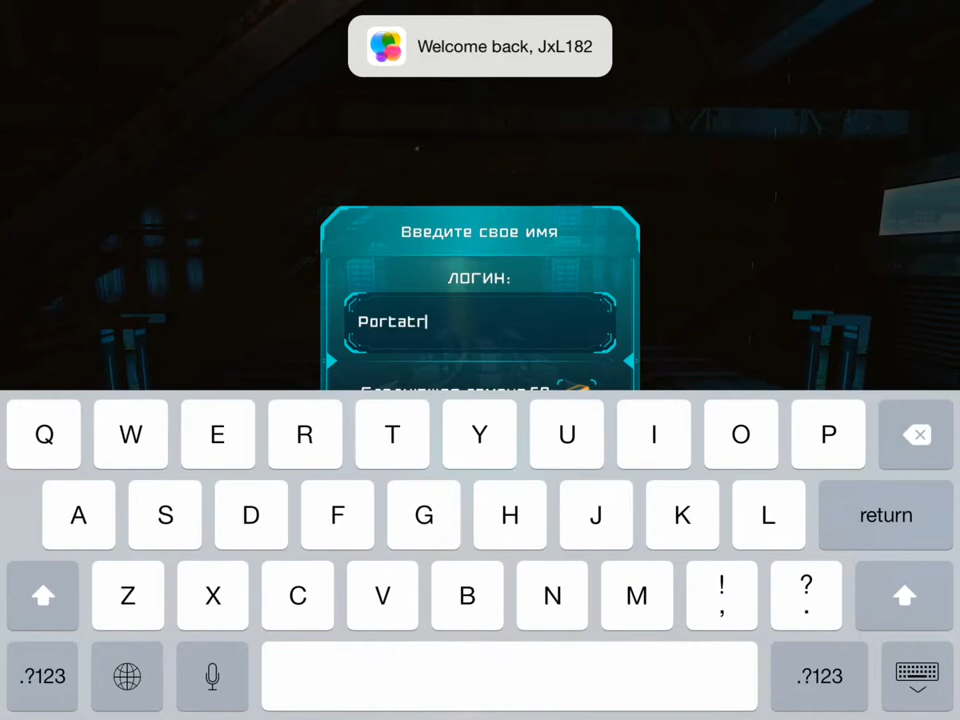 Welcome back, JxL182
Введите свое имя
ЛОГИН:
Portatr
Q W E R T Y U I O P
A S D F G H J K L return
Z X C V B N M ! , ? .
.?123 .?123